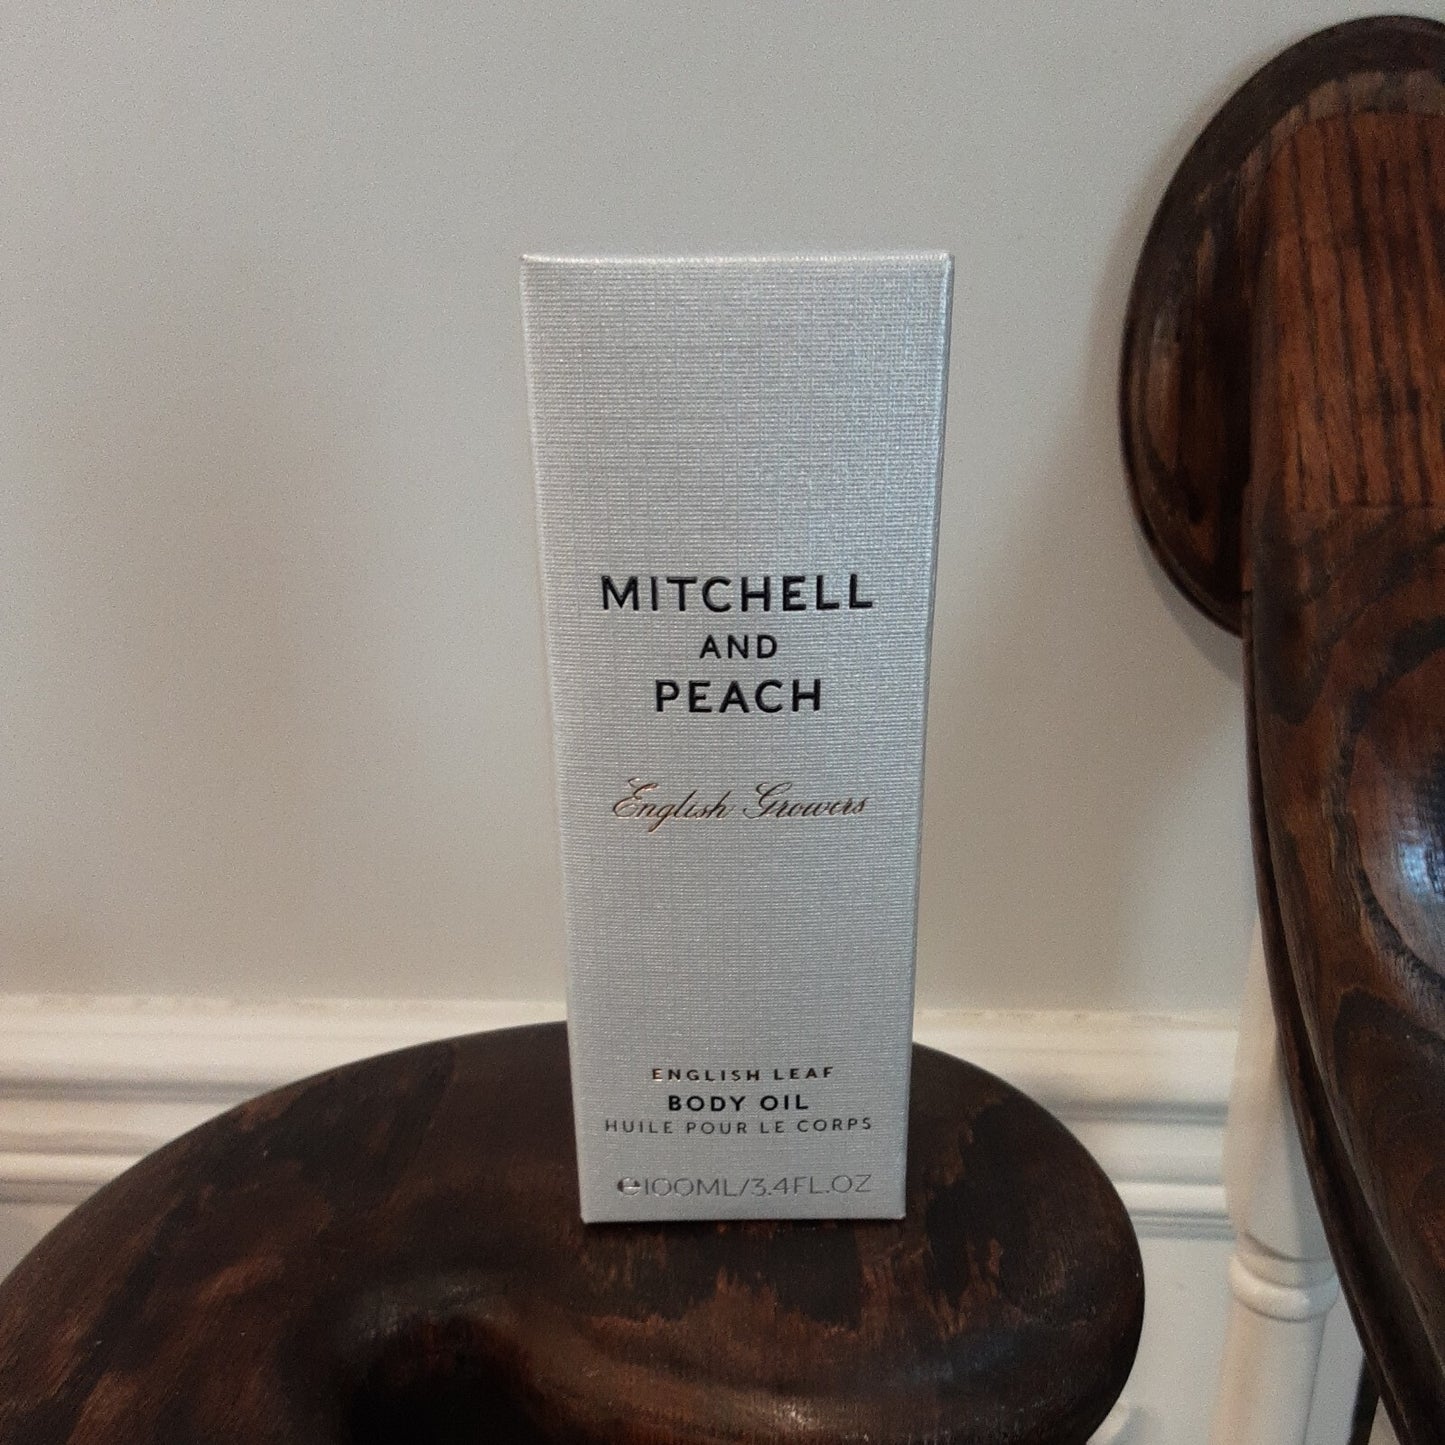 MITCHELL
AND
PEACH
English Growers
ENGLISH LEAF
BODY OIL
HUILE POUR LE CORPS
℮100ML/3.4FL.OZ